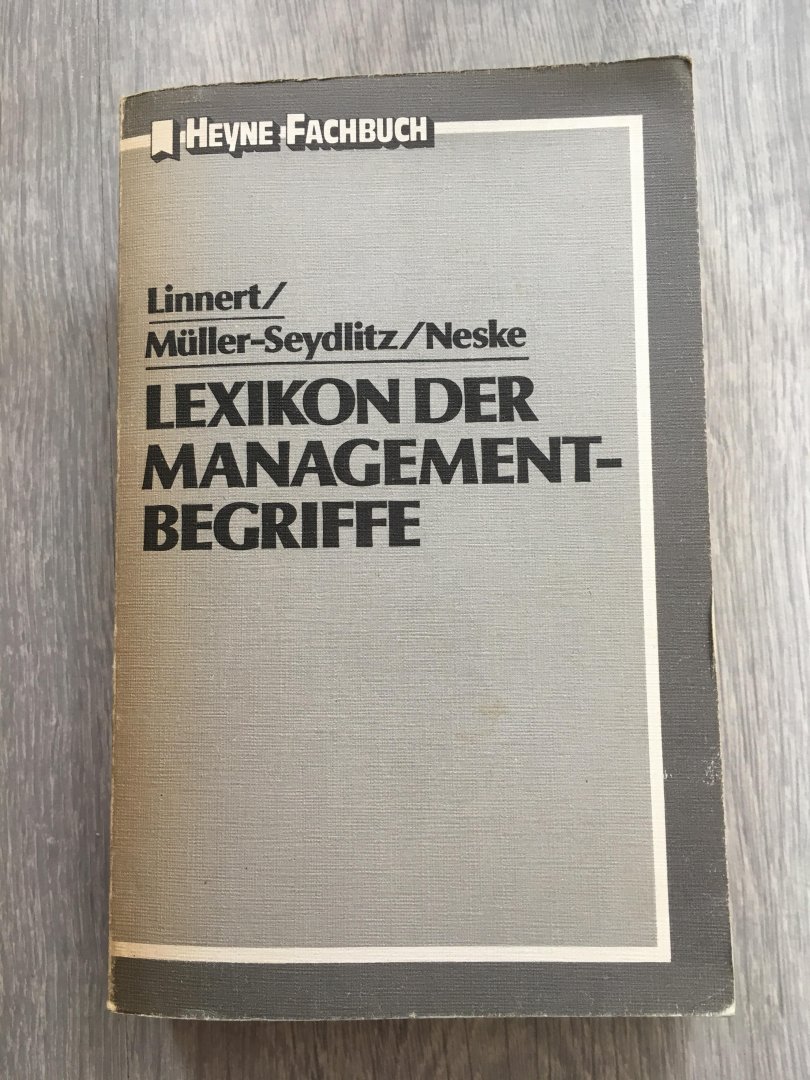 HEYNE FACHBUCH
Linnert/
Müller-Seydlitz/Neske
LEXIKON DER
MANAGEMENT-
BEGRIFFE